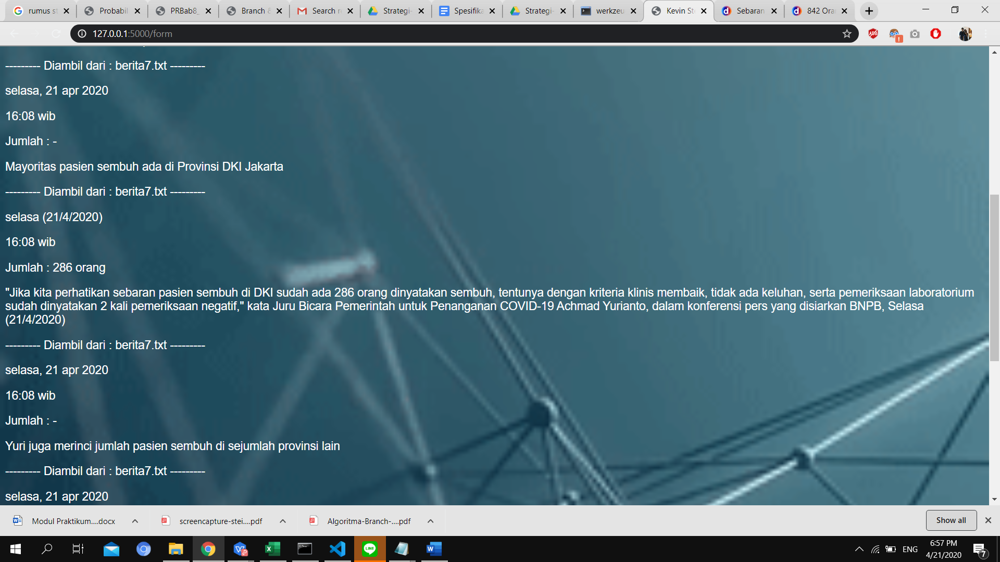 rumus st
Probabil
PRBab8_
Branch &
Search r
Strategi-
Spesifika
Strategi-
werkzeu
Kevin St
Sebaran
842 Ora
127.0.0.1:5000/form
--------- Diambil dari : berita7.txt ---------
selasa, 21 apr 2020
16:08 wib
Jumlah : -
Mayoritas pasien sembuh ada di Provinsi DKI Jakarta
--------- Diambil dari : berita7.txt ---------
selasa (21/4/2020)
16:08 wib
Jumlah : 286 orang
"Jika kita perhatikan sebaran pasien sembuh di DKI sudah ada 286 orang dinyatakan sembuh, tentunya dengan kriteria klinis membaik, tidak ada keluhan, serta pemeriksaan laboratorium
sudah dinyatakan 2 kali pemeriksaan negatif," kata Juru Bicara Pemerintah untuk Penanganan COVID-19 Achmad Yurianto, dalam konferensi pers yang disiarkan BNPB, Selasa
(21/4/2020)
--------- Diambil dari : berita7.txt ---------
selasa, 21 apr 2020
16:08 wib
Jumlah : -
Yuri juga merinci jumlah pasien sembuh di sejumlah provinsi lain
--------- Diambil dari : berita7.txt ---------
selasa, 21 apr 2020
Modul Praktikum....docx
screencapture-stei....pdf
Algoritma-Branch-....pdf
Show all
ENG
6:57 PM
4/21/2020
7